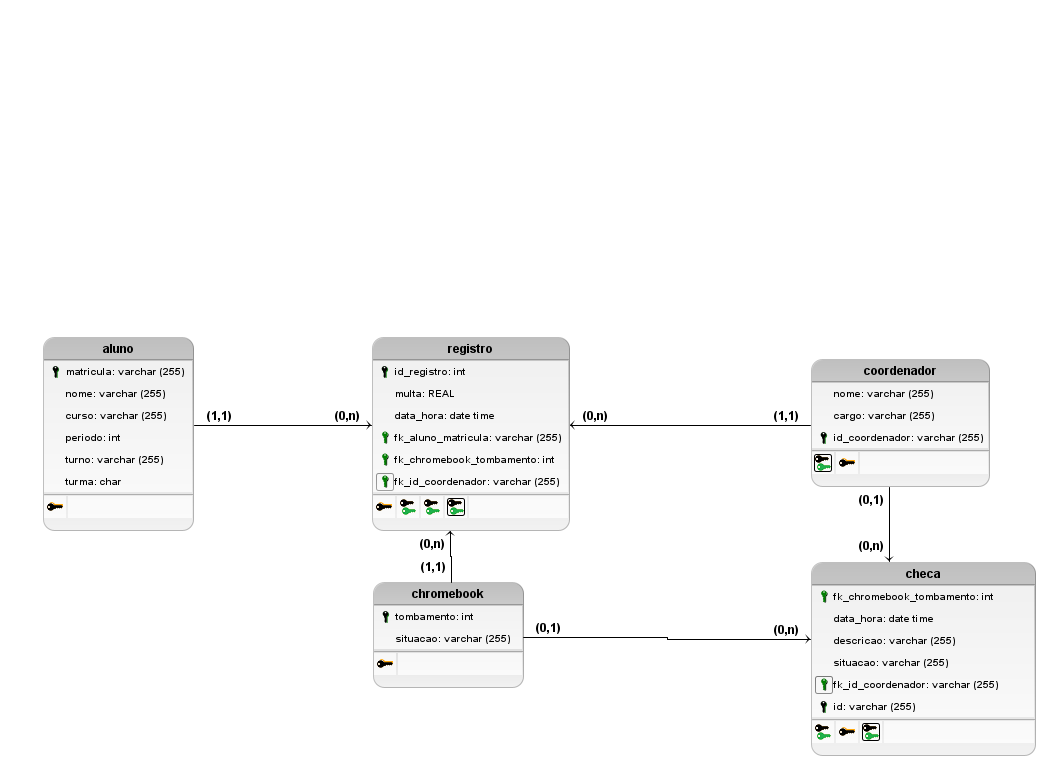 aluno
matricula: varchar (255)
nome: varchar (255)
curso: varchar (255)
periodo: int
turno: varchar (255)
turma: char
(1,1)
(0,n)
registro
id_registro: int
multa: REAL
data_hora: date time
fk_aluno_matricula: varchar (255)
fk_chromebook_tombamento: int
fk_id_coordenador: varchar (255)
(0,n)
(1,1)
coordenador
nome: varchar (255)
cargo: varchar (255)
id_coordenador: varchar (255)
(0,n)
(1,1)
(0,1)
(0,n)
chromebook
tombamento: int
situacao: varchar (255)
(0,1)
(0,n)
checa
fk_chromebook_tombamento: int
data_hora: date time
descricao: varchar (255)
situacao: varchar (255)
fk_id_coordenador: varchar (255)
id: varchar (255)